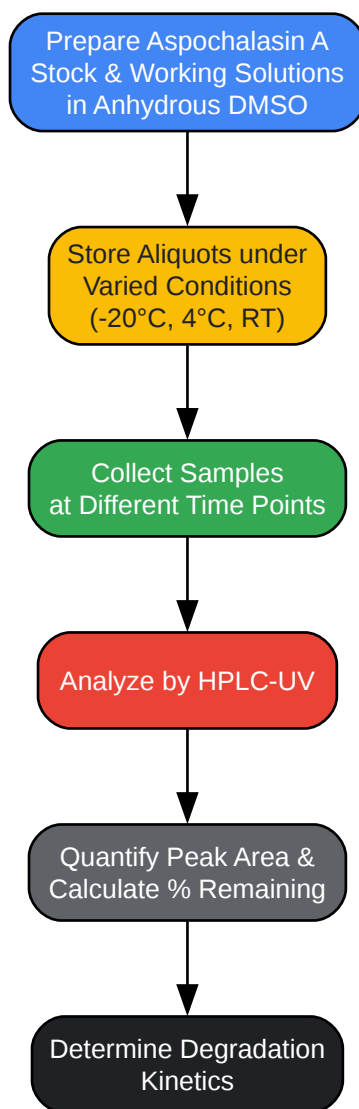 Prepare Aspochalasin A
Stock & Working Solutions
in Anhydrous DMSO
Store Aliquots under
Varied Conditions
(-20°C, 4°C, RT)
Collect Samples
at Different Time Points
Analyze by HPLC-UV
Quantify Peak Area &
Calculate % Remaining
Determine Degradation
Kinetics